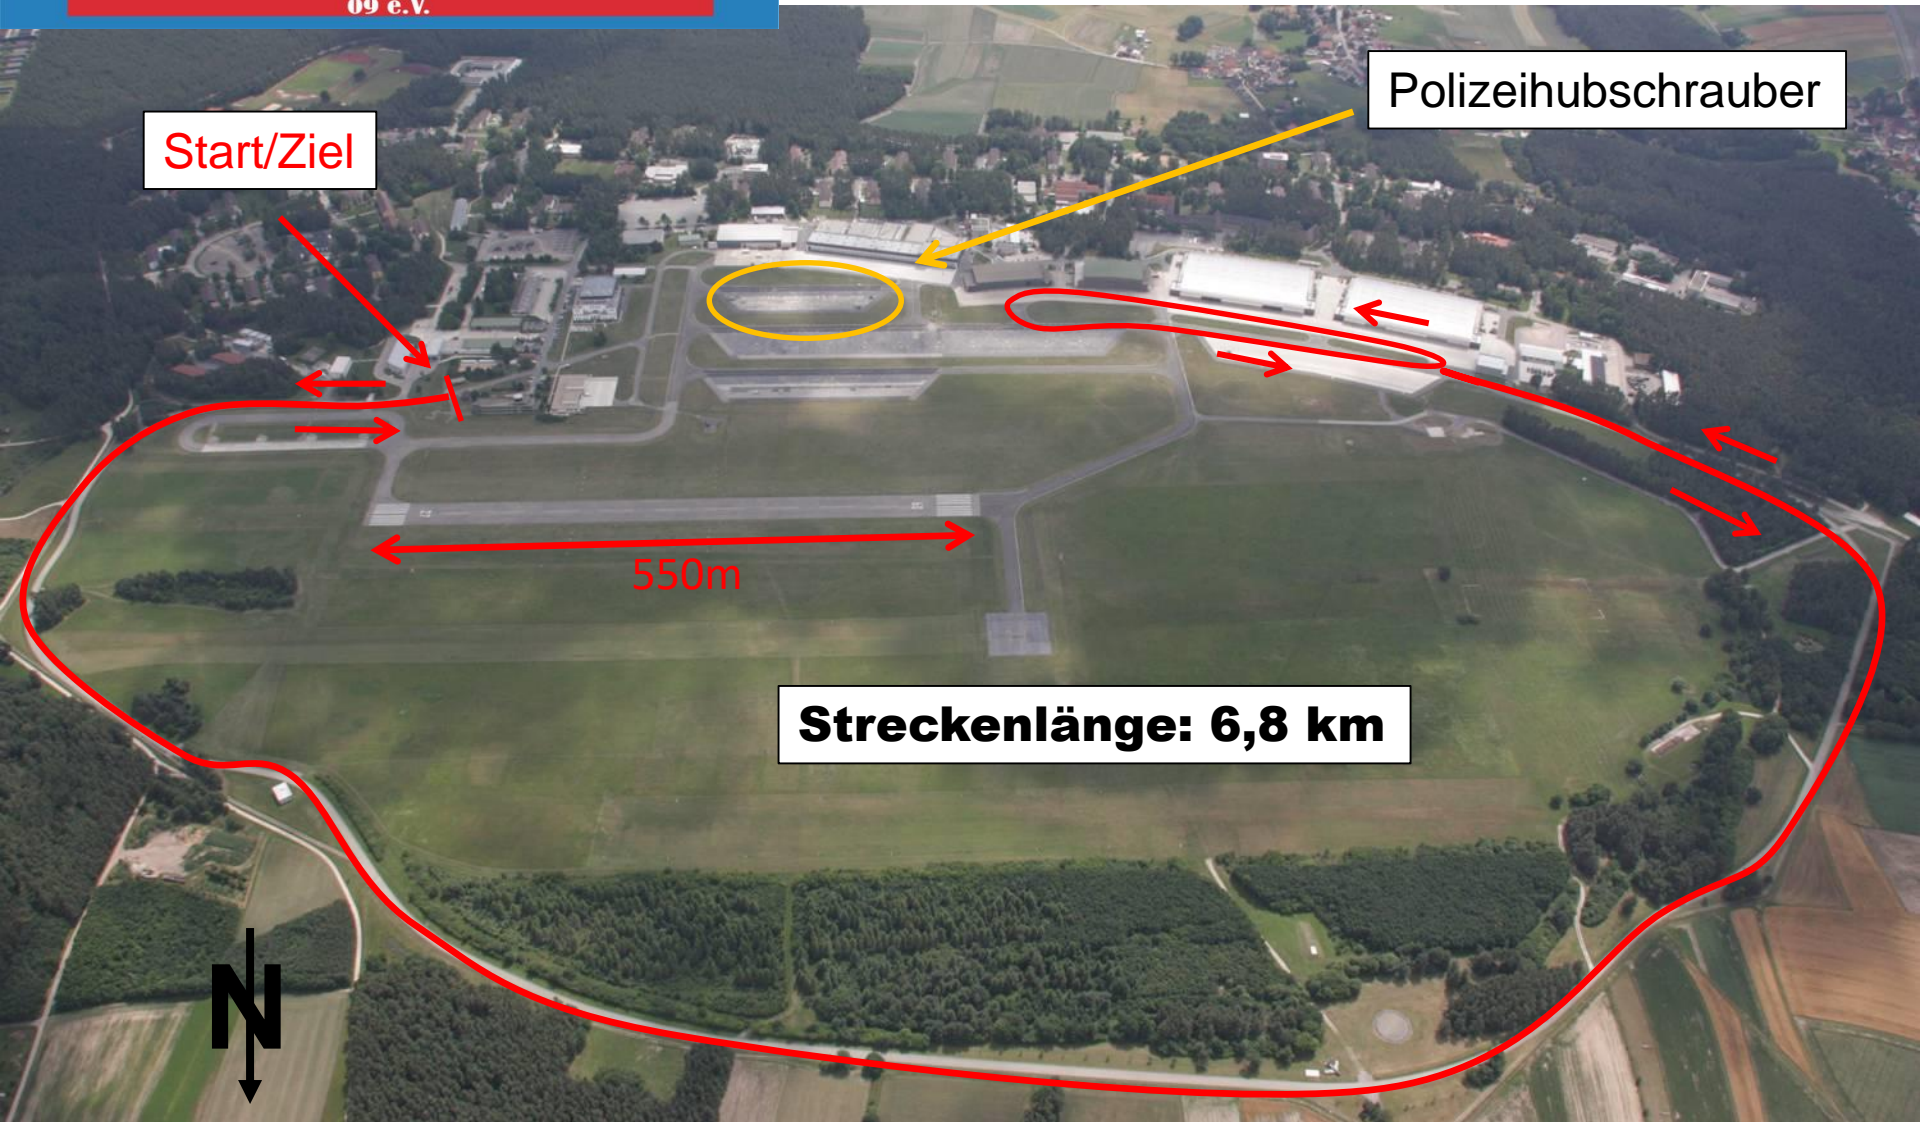 09 e.V.
Polizeihubschrauber
Start/Ziel
550m
Streckenlänge: 6,8 km
N